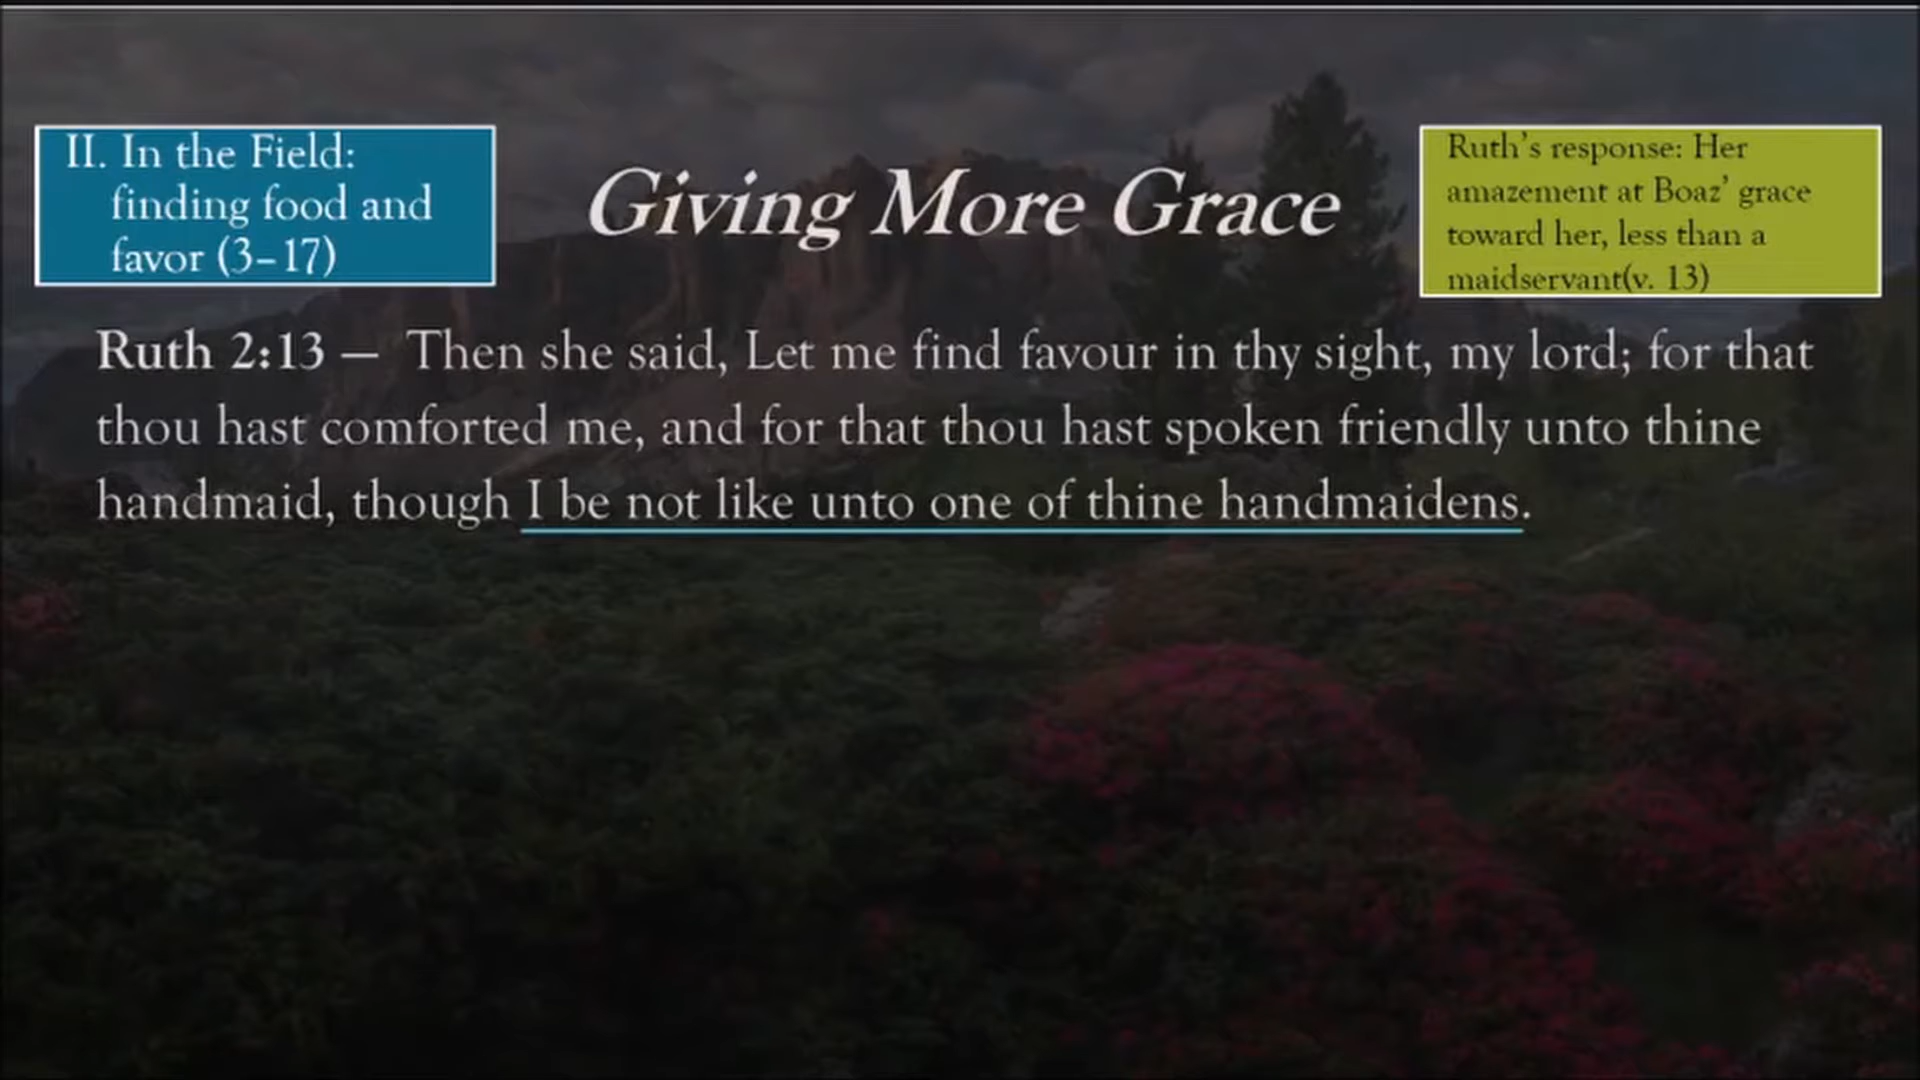 II. In the Field:
finding food and
favor (3–17)
Giving More Grace
Ruth's response: Her
amazement at Boaz' grace
toward her, less than a
maidservant(v. 13)
Ruth 2:13 — Then she said, Let me find favour in thy sight, my lord; for that
thou hast comforted me, and for that thou hast spoken friendly unto thine
handmaid, though I be not like unto one of thine handmaidens.